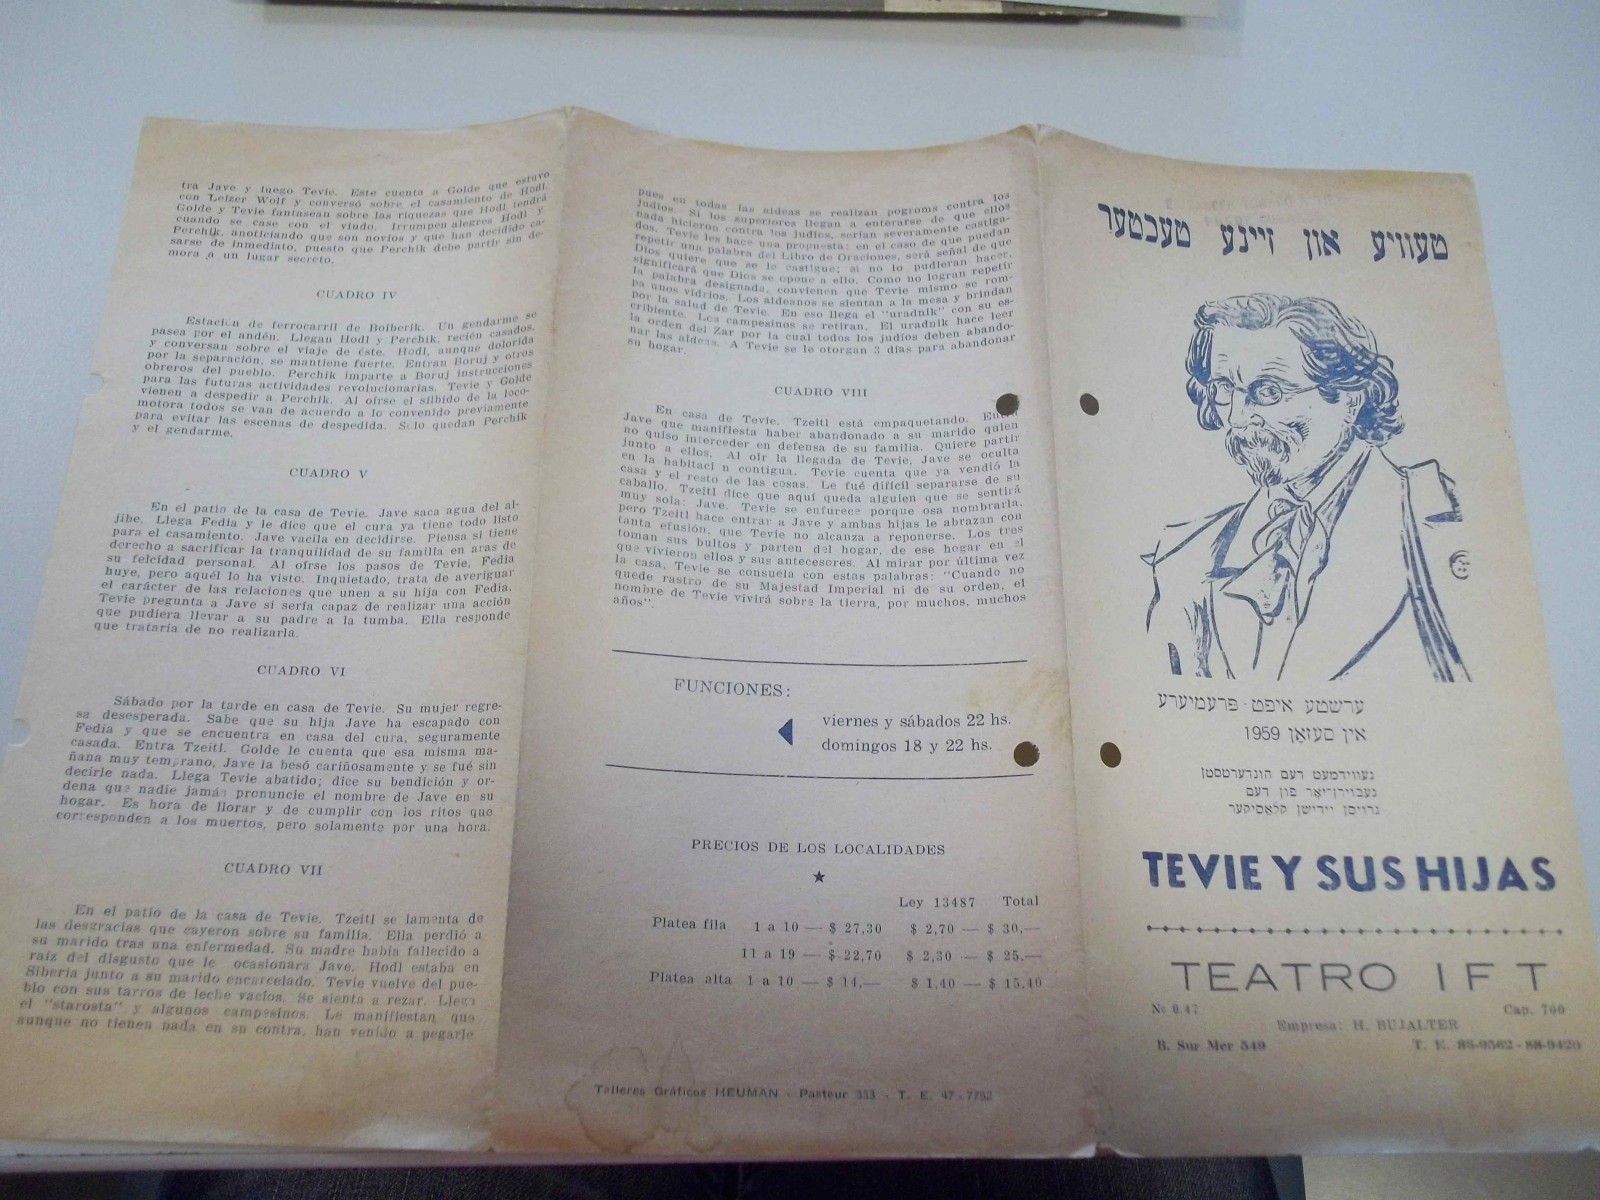 tra Jave y luego Tevie. Este cuenta a Golde que estuvo
con Leizer Wolf y conversó sobre el casamiento de Hodl.
Golde y Tevie fantasean sobre las riquezas que Hodl tendrá
cuando se case con el viudo. Irrumpen alegres Hodl y
Perchik, anoticiando que son novios y que han decidido ca-
sarse de inmediato, puesto que Perchik debe partir sin de-
mora a un lugar secreto.
CUADRO IV
Estación de ferrocarril de Boiberik. Un gendarme se
pasea por el andén. Llegan Hodl y Perchik, recién casados,
y conversan sobre el viaje de éste. Hodl, aunque dolorida
por la separación, se mantiene fuerte. Entran Boruj y otros
obreros del pueblo. Perchik imparte a Boruj instrucciones
para las futuras actividades revolucionarias. Tevie y Golde
vienen a despedir a Perchik. Al oirse el silbido de la loco-
motora todos se van de acuerdo a lo convenido previamente
para evitar las escenas de despedida. Sólo quedan Perchik
y el gendarme.
CUADRO V
En el patio de la casa de Tevie. Jave saca agua del al-
jibe. Llega Fedia y le dice que el cura ya tiene todo listo
para el casamiento. Jave vacila en decidirse. Piensa si tiene
derecho a sacrificar la tranquilidad de su familia en aras de
su felcidad personal. Al oirse los pasos de Tevie, Fedia
huye, pero aquél lo ha visto. Inquietado, trata de averiguar
el carácter de las relaciones que unen a su hija con Fedia.
Tevie pregunta a Jave si sería capaz de realizar una acción
que pudiera llevar a su padre a la tumba. Ella responde
que trataría de no realizarla.
CUADRO VI
Sábado por la tarde en casa de Tevie. Su mujer regre-
sa desesperada. Sabe que su hija Jave ha escapado con
Fedia y que se encuentra en casa del cura, seguramente
casada. Entra Tzeitl. Golde le cuenta que esa misma ma-
ñana muy temprano, Jave la besó cariñosamente y se fué sin
decirle nada. Llega Tevie abatido; dice su bendición y or-
dena que nadie jamás pronuncie el nombre de Jave en su
hogar. Es hora de llorar y de cumplir con los ritos que
corresponden a los muertos, pero solamente por una hora.
CUADRO VII
En el patio de la casa de Tevie. Tzeitl se lamenta de
las desgracias que cayeron sobre su familia. Ella perdió a
su marido tras una enfermedad. Su madre había fallecido a
raíz del disgusto que le ocasionara Jave. Hodl estaba en
Siberia junto a su marido encarcelado. Tevie vuelve del pue-
blo con sus tarros de leche vacíos. Se sienta a rezar. Llega
el "starosta" y algunos campesinos. Le manifiestan que
aunque no tienen nada en su contra, han venido a pegarle
pues en todas las aldeas se realizan pogroms contra los
judíos. Si los superiores llegan a enterarse de que ellos
nada hicieron contra los judíos, serían severamente castiga-
dos. Tevie les hace una propuesta: en el caso de que puedan
repetir una palabra del Libro de Oraciones, será señal de que
Dios quiere que se le castigue; si no lo pudieran hacer,
significará que Dios se opone a ello. Como no logran repetir
la palabra designada, convienen que Tevie mismo se rom-
pa unos vidrios. Los aldeanos se sientan a la mesa y brindan
por la salud de Tevie. En eso llega el "uradnik" con su es-
cribiente. Los campesinos se retiran. El uradnik hace leer
la orden del Zar por la cual todos los judíos deben abando-
nar las aldeas. A Tevie se le otorgan 3 días para abandonar
su hogar.
CUADRO VIII
En casa de Tevie. Tzeitl está empaquetando. Entra
Jave que manifiesta haber abandonado a su marido quien
no quiso interceder en defensa de su familia. Quiere partir
junto a ellos. Al oir la llegada de Tevie, Jave se oculta
en la habitaci n contigua. Tevie cuenta que ya vendió la
casa y el resto de las cosas. Le fué difícil separarse de su
caballo. Tzeitl dice que aquí queda alguien que se sentirá
muy sola: Jave. Tevie se enfurece porque osa nombrarla,
pero Tzeitl hace entrar a Jave y ambas hijas le abrazan con
tanta efusión, que Tevie no alcanza a reponerse. Los tres
toman sus bultos y parten del hogar, de ese hogar en el
que vivieron ellos y sus antecesores. Al mirar por última vez
la casa, Tevie se consuela con estas palabras: "Cuando no
quede rastro de su Majestad Imperial ni de su orden, el
nombre de Tevie vivirá sobre la tierra, por muchos, muchos
años".
FUNCIONES:
viernes y sábados 22 hs.
domingos 18 y 22 hs.
PRECIOS DE LOS LOCALIDADES
Ley 13487 Total
Platea fila 1 a 10 — $ 27,30 $ 2,70 — $ 30,—
11 a 19 — $ 22,70 $ 2,30 — $ 25.—
Platea alta 1 a 10 — $ 14,— $ 1,40 — $ 15,40
Talleres Gráficos HEUMAN - Pasteur 333 - T. E. 47-7752
טעוויע און זיינע טעכטער
ערשטע איפט-פרעמיערע
אין סעזאָן 1959
געווידמעט דעם הונדערטסטן
געבוירן-יאָר פון דעם
גרויסן יידישן קלאַסיקער
TEVIE Y SUS HIJAS
TEATRO IFT
Cap. 700
Empresa: H. BUJALTER
B. Sur Mer 549 T. E. 89-9562 - 88-9420